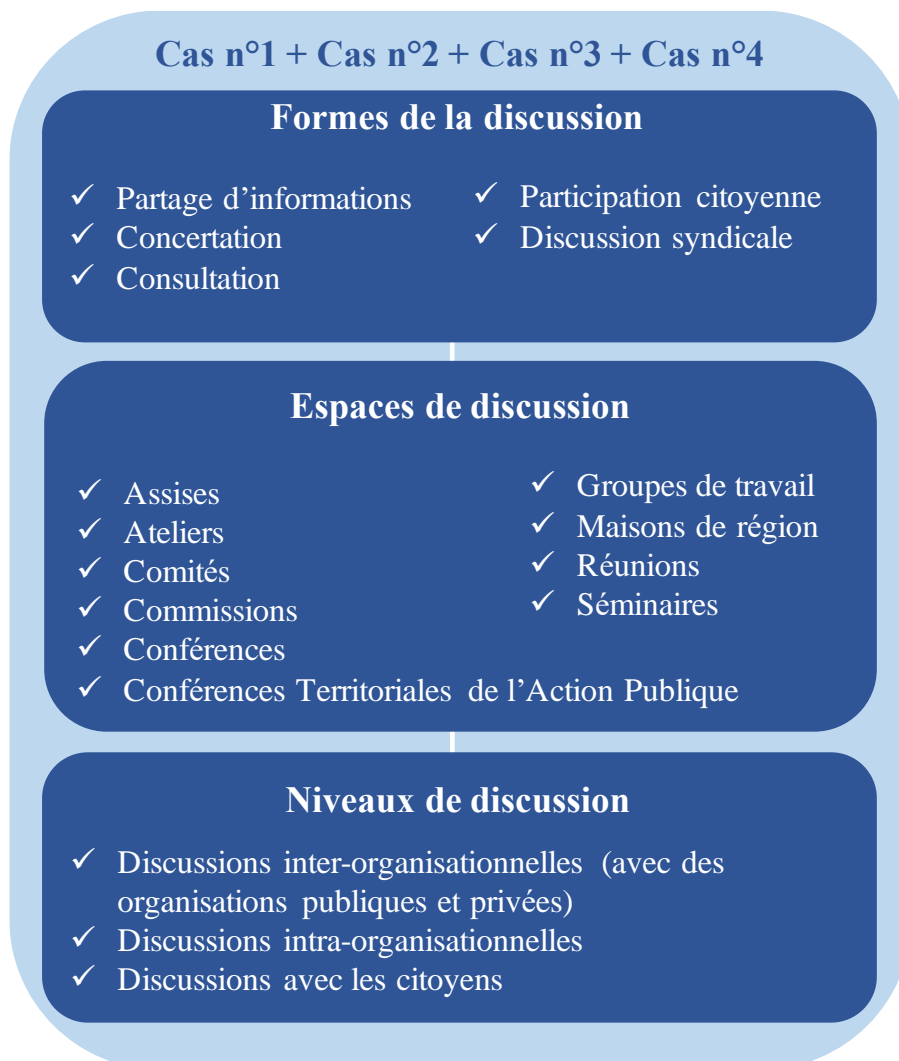 Cas n°1 + Cas n°2 + Cas n°3 + Cas n°4
Formes de la discussion
✓ Partage d'informations
✓ Concertation
✓ Consultation
✓ Participation citoyenne
✓ Discussion syndicale
Espaces de discussion
✓ Assises
✓ Ateliers
✓ Comités
✓ Commissions
✓ Conférences
✓ Conférences Territoriales de l'Action Publique
✓ Groupes de travail
✓ Maisons de région
✓ Réunions
✓ Séminaires
Niveaux de discussion
✓ Discussions inter-organisationnelles (avec des
organisations publiques et privées)
✓ Discussions intra-organisationnelles
✓ Discussions avec les citoyens